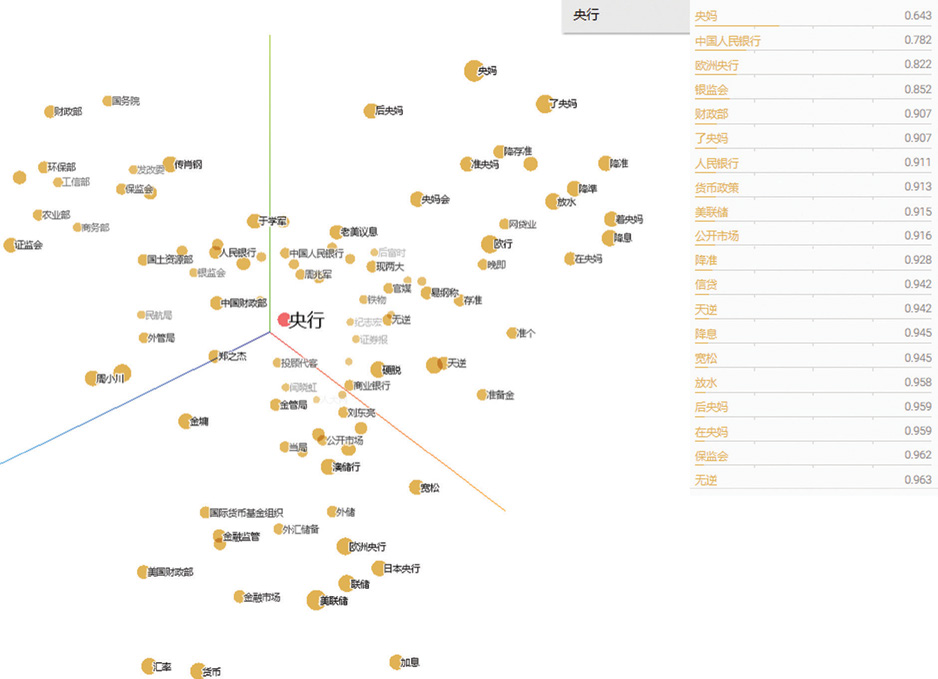 央行
央妈 0.643
中国人民银行 0.782
欧洲央行 0.822
银监会 0.852
财政部 0.907
了央妈 0.907
人民银行 0.911
货币政策 0.913
美联储 0.915
公开市场 0.916
降准 0.928
信贷 0.942
天逆 0.942
降息 0.945
宽松 0.945
放水 0.958
后央妈 0.959
在央妈 0.959
保监会 0.962
无逆 0.963
央妈
国务院
了央妈
财政部
后央妈
降存准
传肖钢
准央妈
降准
环保部
发改委
工信部
保监会
降準
央妈会
放水
农业部
着央妈
于学军
网贷业
商务部
老美议息
降息
证监会
欧行
人民银行
中国人民银行
后富时
国土资源部
在央妈
晚即
现两大
银监会
周兆军
官媒
易纲称
铁物
存准
中国财政部
民航局
央行
纪志宏
无逆
准个
外管局
证券报
郑之杰
投顾代客
天逆
硬脱
周小川
闫晓虹
商业银行
准备金
金管局
刘东亮
金墉
当局
公开市场
澳储行
宽松
国际货币基金组织
外储
外汇储备
金融监管
欧洲央行
日本央行
美国财政部
联储
金融市场
美联储
加息
汇率
货币